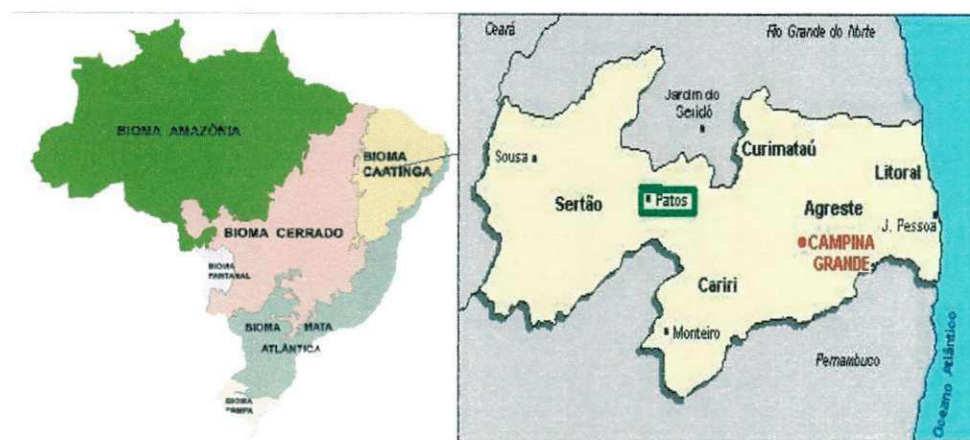 BIOMA AMAZÔNIA
BIOMA
CAATINGA
BIOMA CERRADO
BIOMA
PANTANAL
BIOMA MATA
ATLÂNTICA
BIOMA
PAMPA
Ceará
Rio Grande do Norte
Jardim do
Seridó
Sousa
Curimataú
Litoral
Sertão
Patos
Agreste
J. Pessoa
CAMPINA
GRANDE
Cariri
Monteiro
Pernambuco
Oceano Atlântico